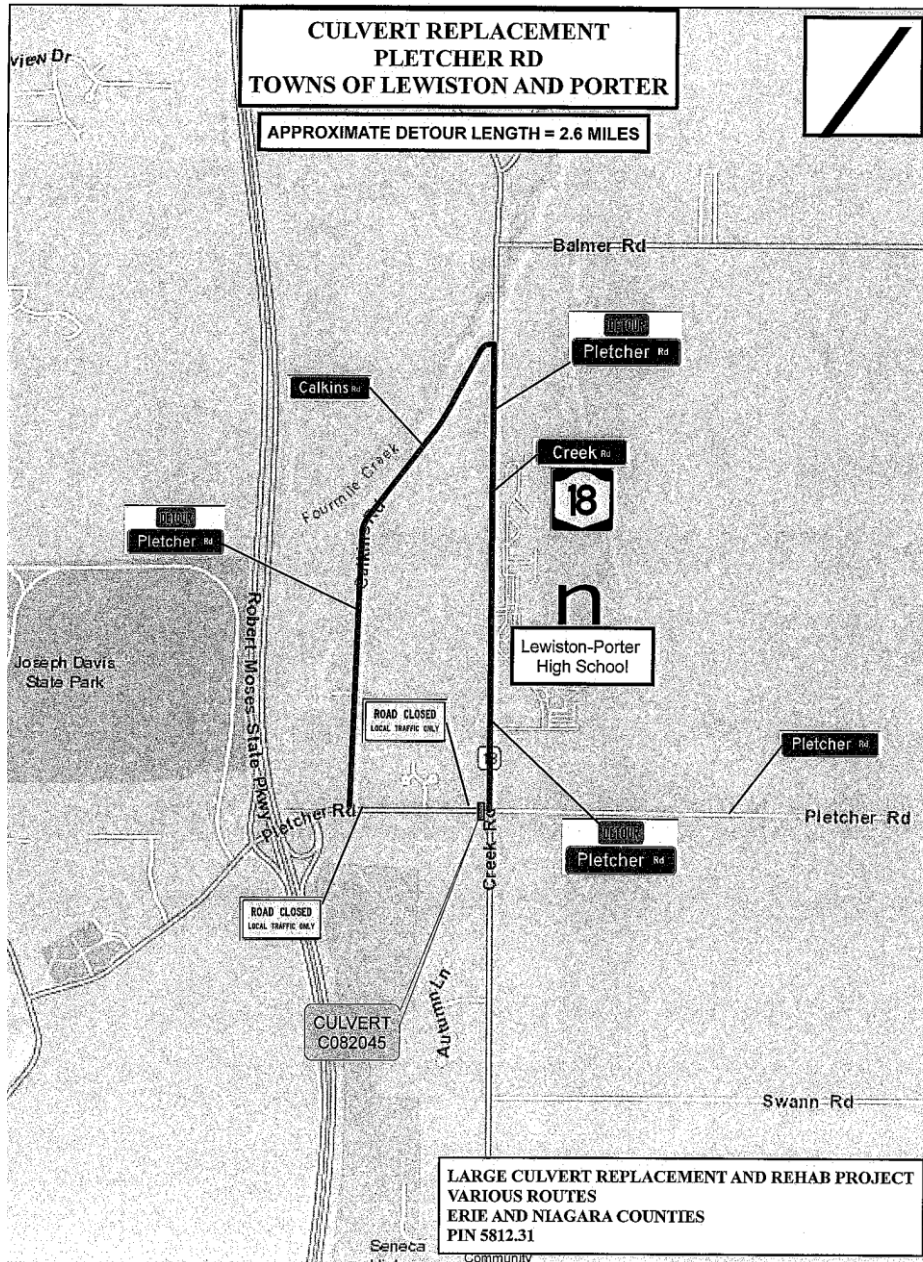 CULVERT REPLACEMENT
PLETCHER RD
TOWNS OF LEWISTON AND PORTER
APPROXIMATE DETOUR LENGTH = 2.6 MILES
view Dr
Balmer Rd
DETOUR
Pletcher Rd
Calkins Rd
Creek Rd
18
Fourmile Creek
DETOUR
Pletcher Rd
Calkins Rd
n
Lewiston-Porter
High School
Robert Moses State Pkwy
Joseph Davis
State Park
ROAD CLOSED
LOCAL TRAFFIC ONLY
18
Pletcher Rd
Pletcher Rd
Pletcher Rd
DETOUR
Pletcher Rd
Creek Rd
ROAD CLOSED
LOCAL TRAFFIC ONLY
CULVERT
C082045
Autumn Ln
Swann Rd
LARGE CULVERT REPLACEMENT AND REHAB PROJECT
VARIOUS ROUTES
ERIE AND NIAGARA COUNTIES
PIN 5812.31
Seneca
Community